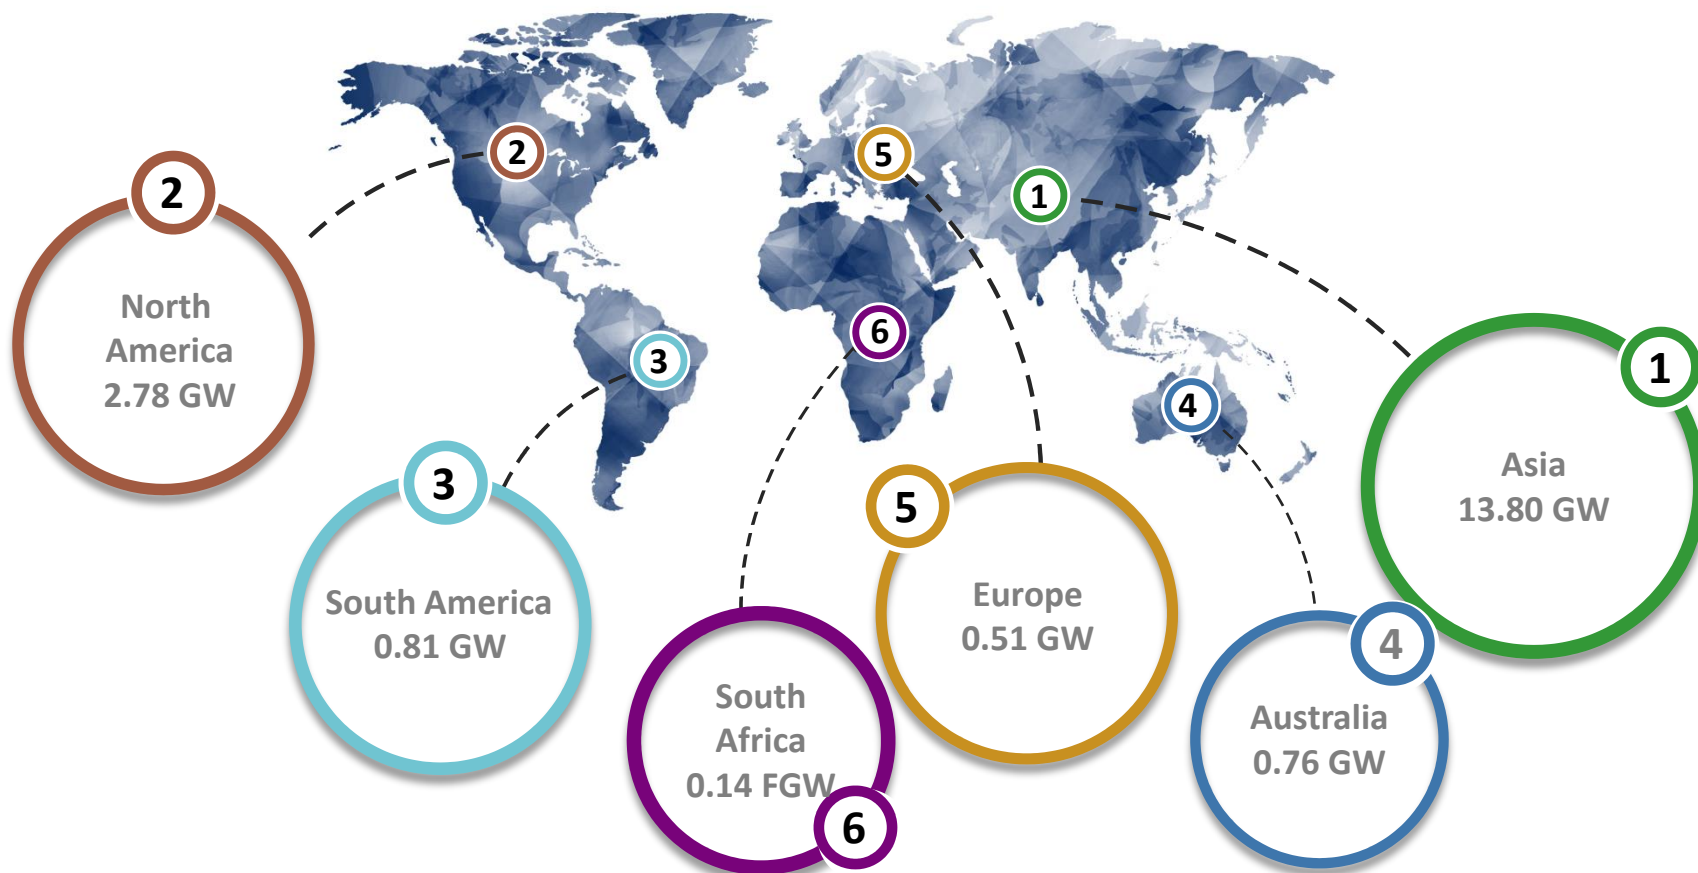 2
5
1
6
3
4
2
North
America
2.78 GW
1
Asia
13.80 GW
3
South America
0.81 GW
5
Europe
0.51 GW
4
Australia
0.76 GW
South
Africa
0.14 FGW
6